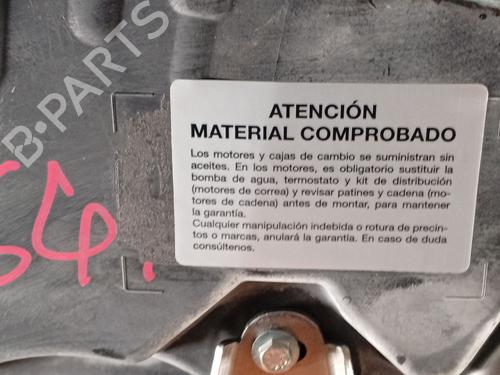 B-PARTS
ATENCIÓN
MATERIAL COMPROBADO
Los motores y cajas de cambio se suministran sin
aceites. En los motores, es obligatorio sustituir la
bomba de agua, termostato y kit de distribución
(motores de correa) y revisar patines y cadena (mo-
tores de cadena) antes de montar, para mantener
la garantía.
Cualquier manipulación indebida o rotura de precin-
tos o marcas, anulará la garantía. En caso de duda
consúltenos.